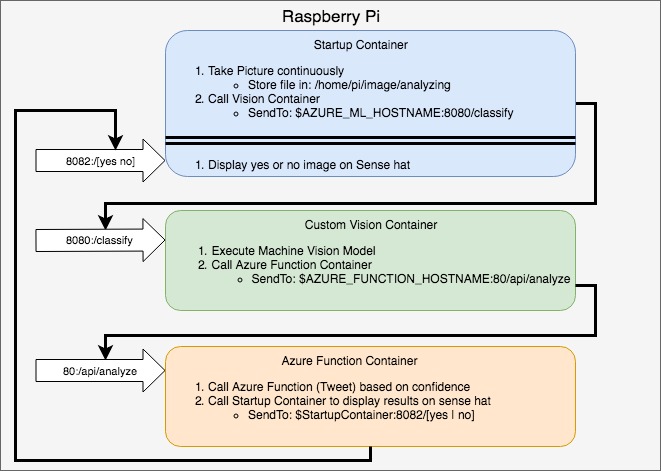 Raspberry Pi
Startup Container
1. Take Picture continuously
Store file in: /home/pi/image/analyzing
2. Call Vision Container
SendTo: $AZURE_ML_HOSTNAME:8080/classify
8082:/[yes no]
1. Display yes or no image on Sense hat
Custom Vision Container
8080:/classify
1. Execute Machine Vision Model
2. Call Azure Function Container
SendTo: $AZURE_FUNCTION_HOSTNAME:80/api/analyze
Azure Function Container
80:/api/analyze
1. Call Azure Function (Tweet) based on confidence
2. Call Startup Container to display results on sense hat
SendTo: $StartupContainer:8082/[yes | no]